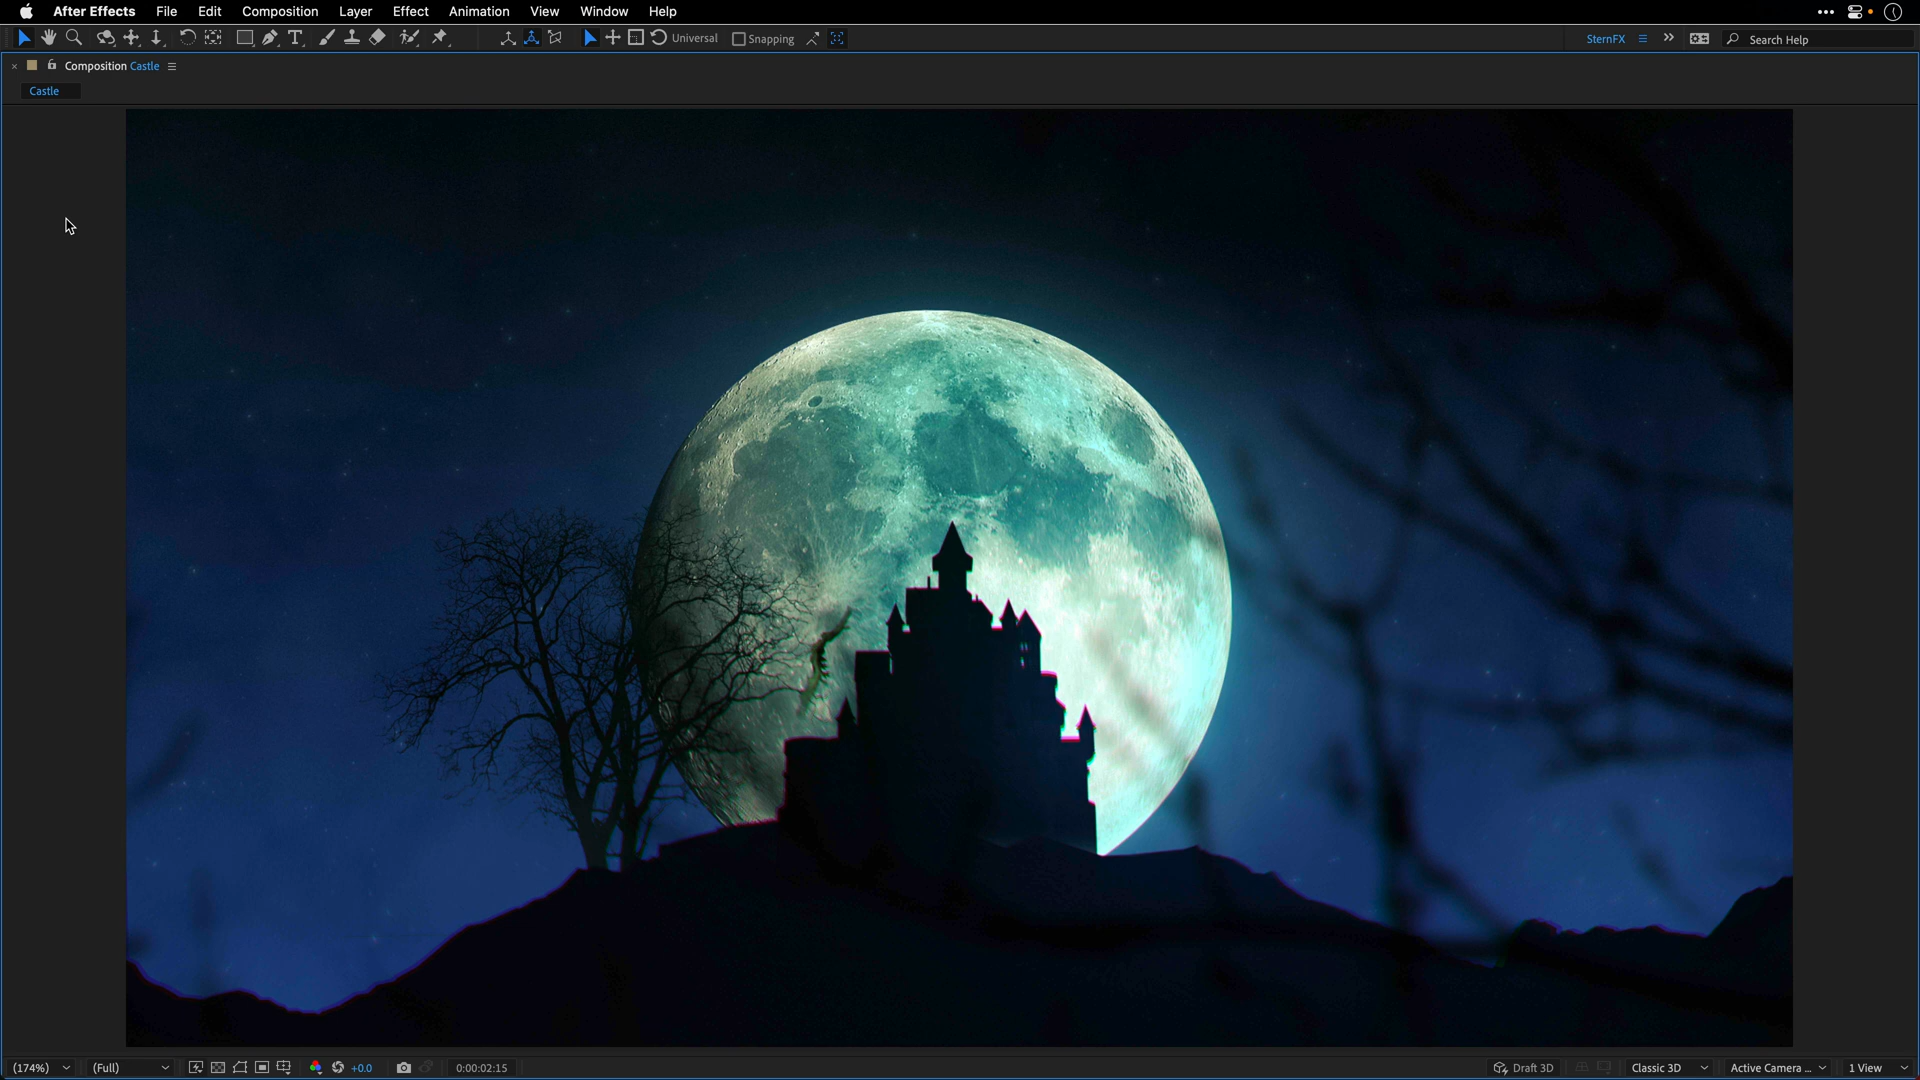 After Effects File Edit Composition Layer Effect Animation View Window Help
Universal Snapping SternFX Search Help
Composition Castle
Castle
(174%) (Full) +0.0 0:00:02:15 Draft 3D Classic 3D Active Camera ... 1 View